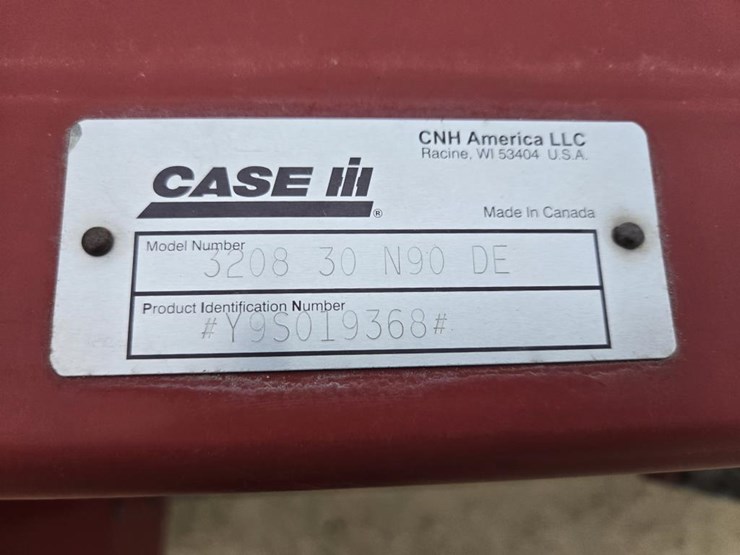 CNH America LLC
Racine, WI 53404 U.S.A.
CASE IH ®
Made In Canada
Model Number
3208 30 N90 DE
Product Identification Number
#Y9S019368#